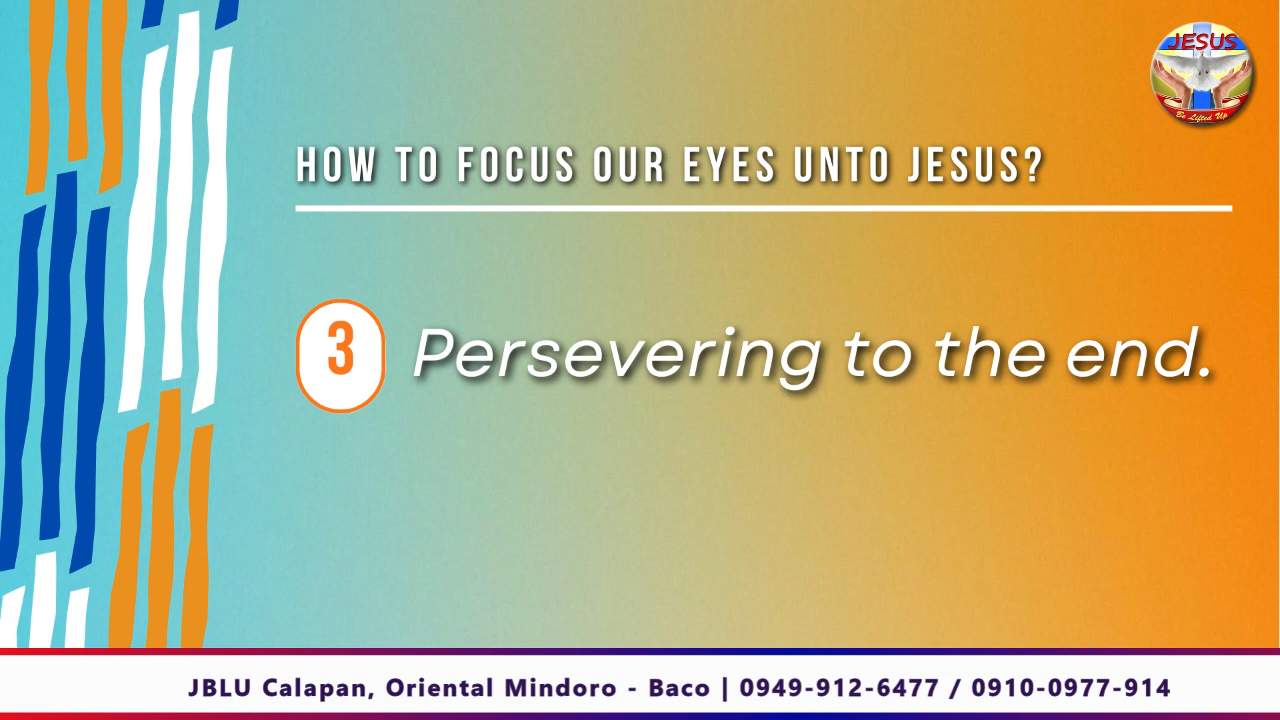 JESUS
Be Lifted Up
HOW TO FOCUS OUR EYES UNTO JESUS?
3 Persevering to the end.
JBLU Calapan, Oriental Mindoro - Baco | 0949-912-6477 / 0910-0977-914